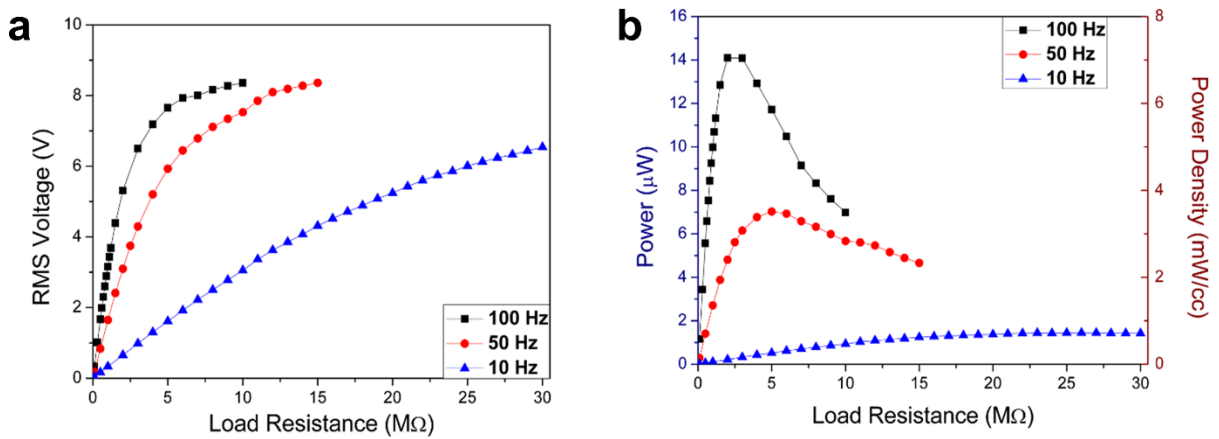 a
10
8
6
4
2
0
RMS Voltage (V)
0 5 10 15 20 25 30
Load Resistance (MΩ)
100 Hz
50 Hz
10 Hz
b
16
14
12
10
8
6
4
2
0
Power (μW)
0 5 10 15 20 25 30
Load Resistance (MΩ)
100 Hz
50 Hz
10 Hz
8
6
4
2
0
Power Density (mW/cc)